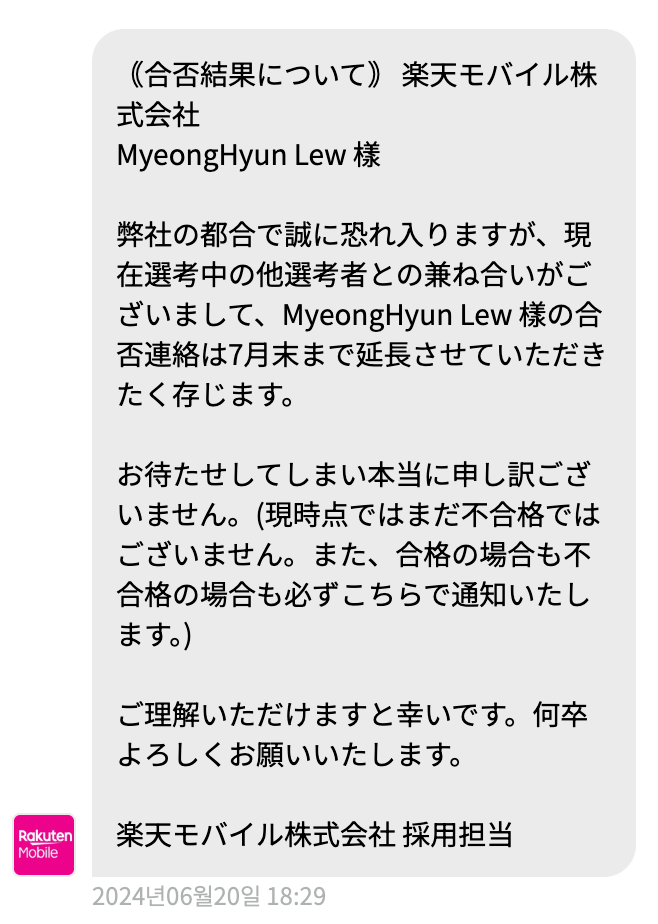 《合否結果について》 楽天モバイル株
式会社
MyeongHyun Lew 様
弊社の都合で誠に恐れ入りますが、現
在選考中の他選考者との兼ね合いがご
ざいまして、MyeongHyun Lew 様の合
否連絡は7月末まで延長させていただき
たく存じます。
お待たせしてしまい本当に申し訳ござ
いません。(現時点ではまだ不合格では
ございません。また、合格の場合も不
合格の場合も必ずこちらで通知いたし
ます。)
ご理解いただけますと幸いです。何卒
よろしくお願いいたします。
楽天モバイル株式会社 採用担当
Rakuten
Mobile
2024년06월20일 18:29